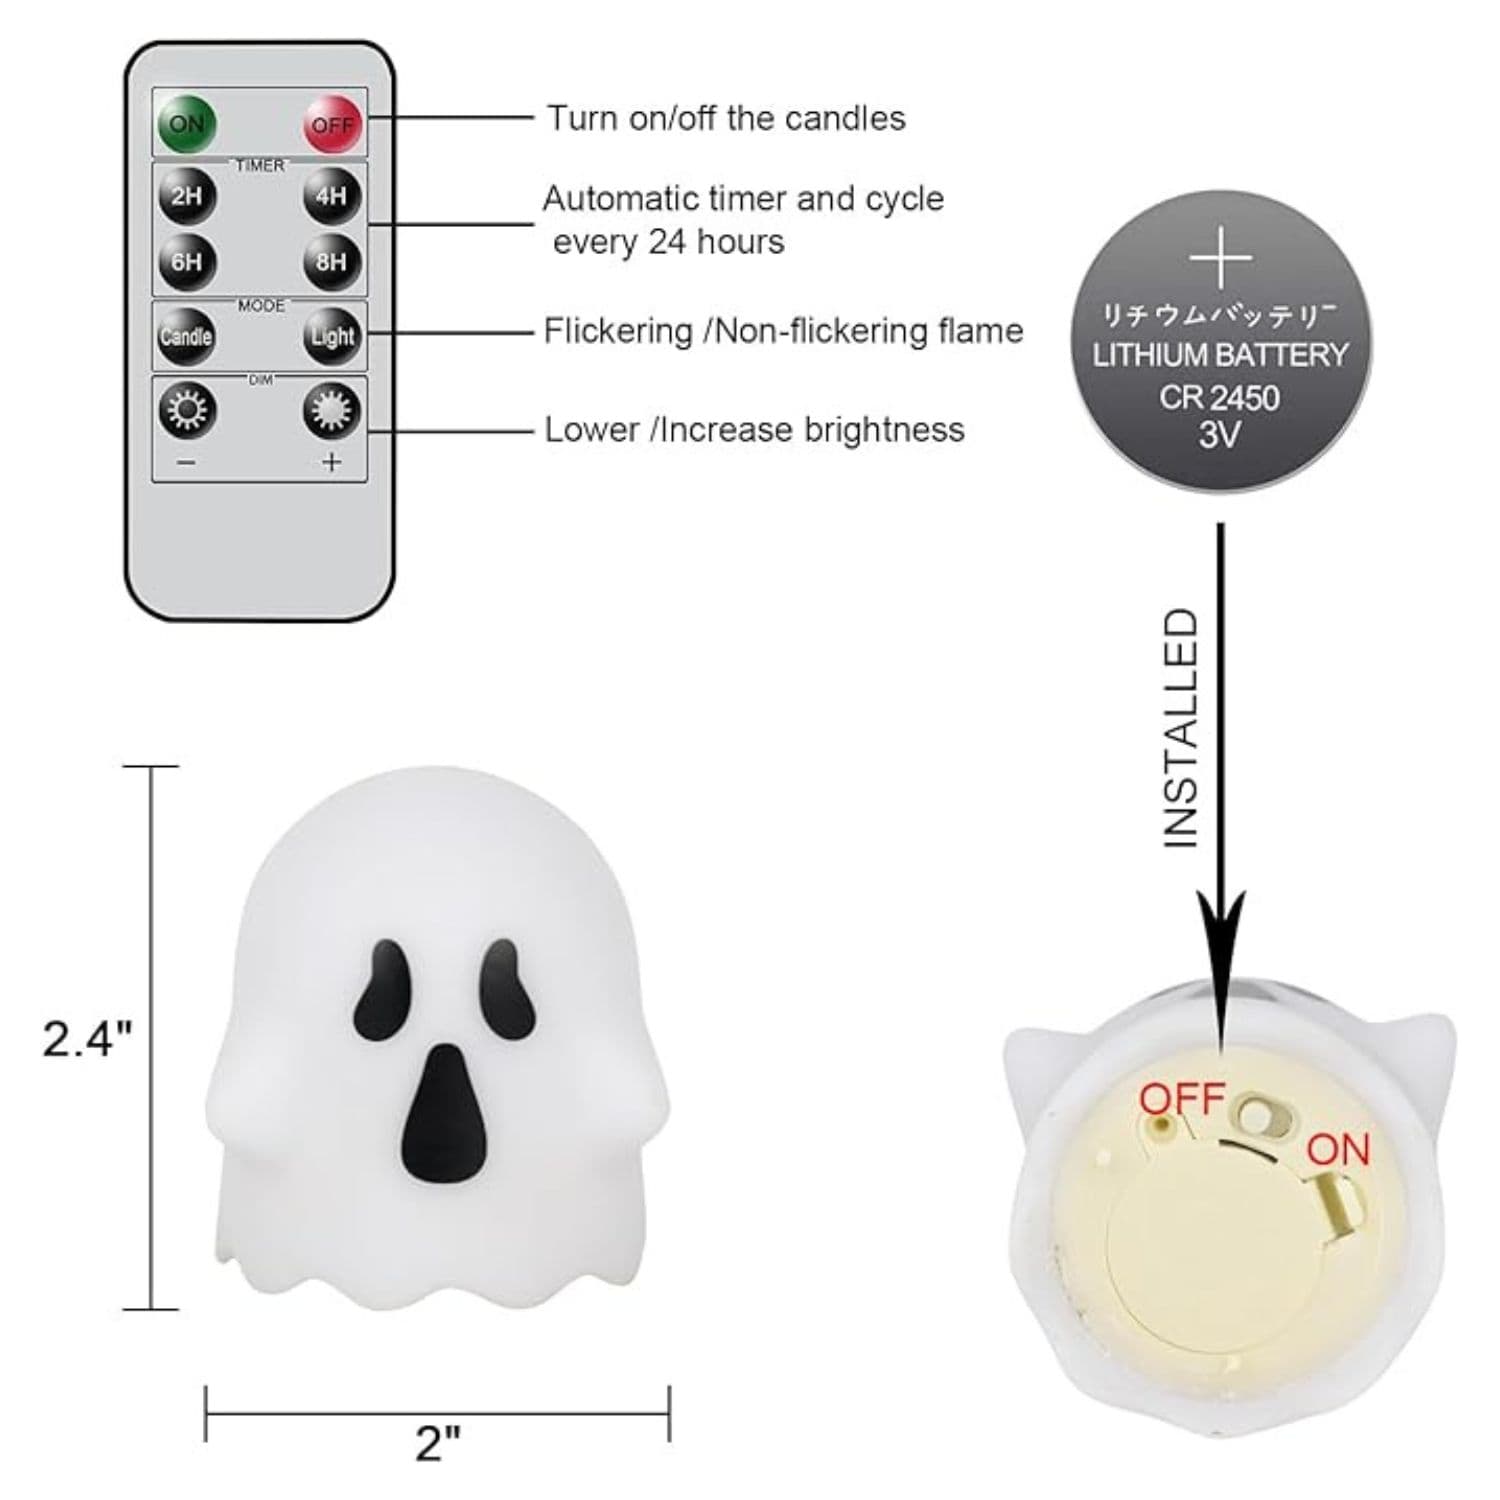 ON OFF
Turn on/off the candles
TIMER
2H 4H
6H 8H
Automatic timer and cycle
every 24 hours
MODE
Candle Light
Flickering /Non-flickering flame
DIM
− +
Lower /Increase brightness
+
リチウムバッテリー
LITHIUM BATTERY
CR 2450
3V
INSTALLED
2.4"
2"
OFF
ON